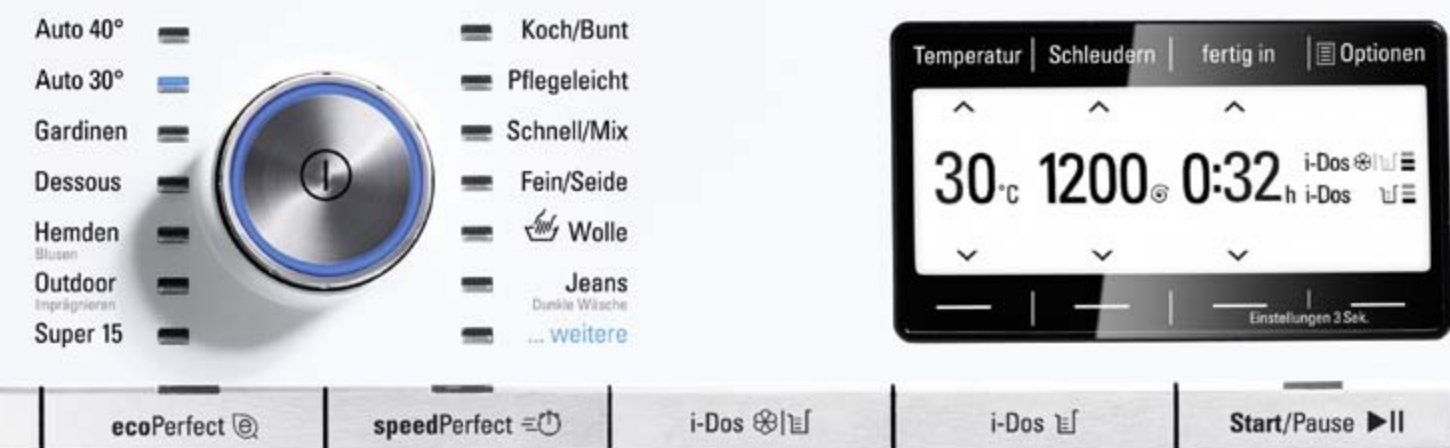 Auto 40°
Auto 30°
Gardinen
Dessous
Hemden
Blusen
Outdoor
Imprägnieren
Super 15
Koch/Bunt
Pflegeleicht
Schnell/Mix
Fein/Seide
Wolle
Jeans
Dunkle Wäsche
... weitere
Temperatur Schleudern fertig in Optionen
30 °C 1200 0:32 h i-Dos
i-Dos
Einstellungen 3 Sek.
ecoPerfect speedPerfect i-Dos i-Dos Start/Pause